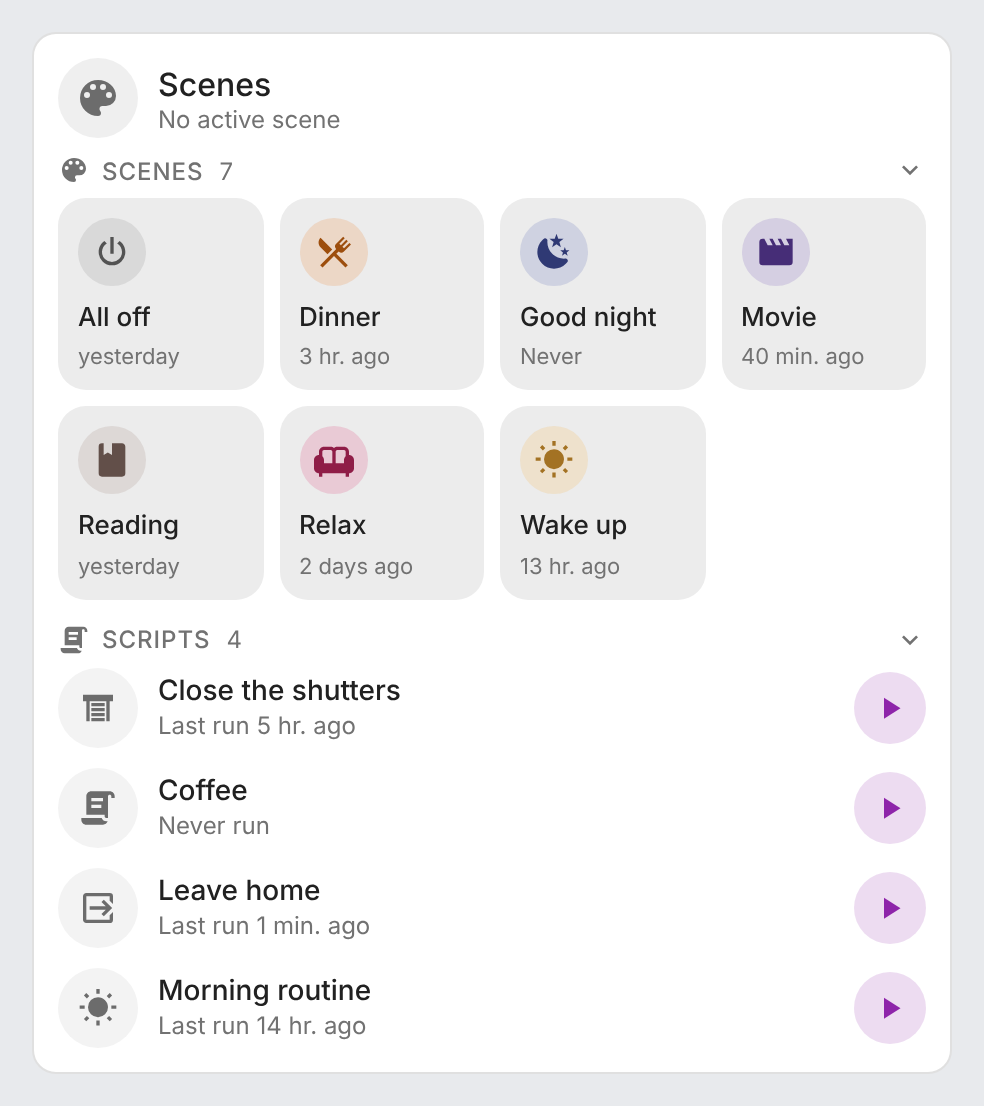 Scenes
No active scene
SCENES 7
All off
yesterday
Dinner
3 hr. ago
Good night
Never
Movie
40 min. ago
Reading
yesterday
Relax
2 days ago
Wake up
13 hr. ago
SCRIPTS 4
Close the shutters
Last run 5 hr. ago
Coffee
Never run
Leave home
Last run 1 min. ago
Morning routine
Last run 14 hr. ago